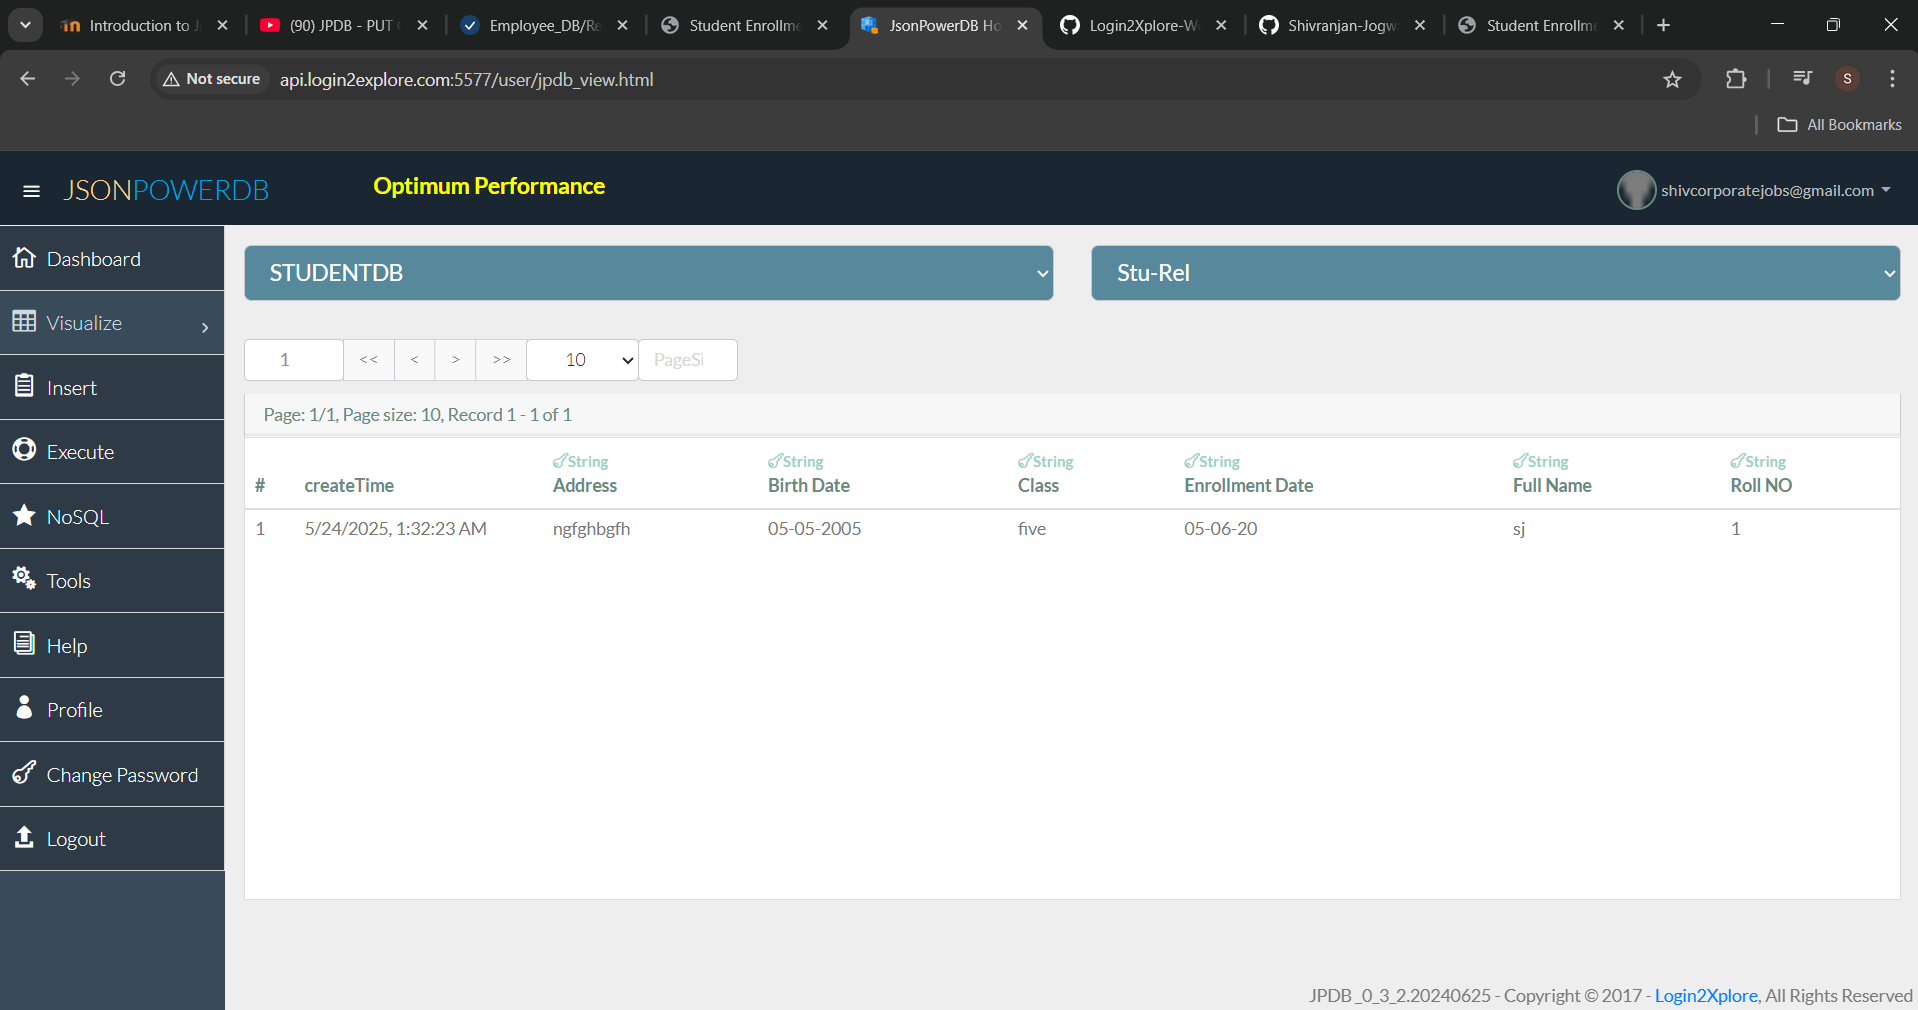 Introduction to Js
(90) JPDB - PUT
Employee_DB/Re
Student Enrollme
JsonPowerDB Ho
Login2Xplore-W
Shivranjan-Jogw
Student Enrollme
Not secure api.login2explore.com:5577/user/jpdb_view.html S
All Bookmarks
JSONPOWERDB Optimum Performance shivcorporatejobs@gmail.com
Dashboard
Visualize
Insert
Execute
NoSQL
Tools
Help
Profile
Change Password
Logout
STUDENTDB Stu-Rel
1 << < > >> 10 PageSi
Page: 1/1, Page size: 10, Record 1 - 1 of 1
String String String String String String
# createTime Address Birth Date Class Enrollment Date Full Name Roll NO
1 5/24/2025, 1:32:23 AM ngfghbgfh 05-05-2005 five 05-06-20 sj 1
JPDB_0_3_2.20240625 - Copyright © 2017 - Login2Xplore, All Rights Reserved